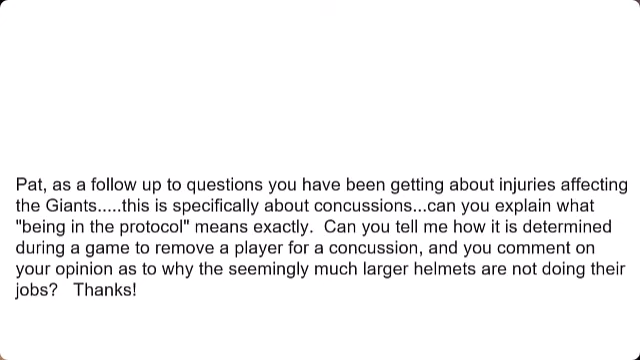 Pat, as a follow up to questions you have been getting about injuries affecting
the Giants.....this is specifically about concussions...can you explain what
"being in the protocol" means exactly.  Can you tell me how it is determined
during a game to remove a player for a concussion, and you comment on
your opinion as to why the seemingly much larger helmets are not doing their
jobs?   Thanks!